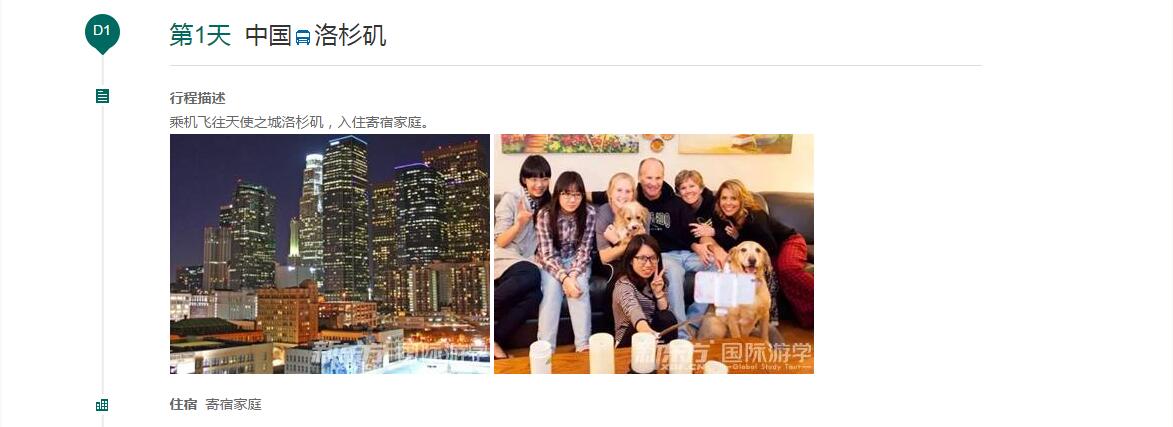 D1
第1天 中国 洛杉矶
行程描述
乘机飞往天使之城洛杉矶，入住寄宿家庭。
新东方 国际游学
XDF.CN
新东方 国际游学
XDF.CN Global Study Tour
住宿 寄宿家庭